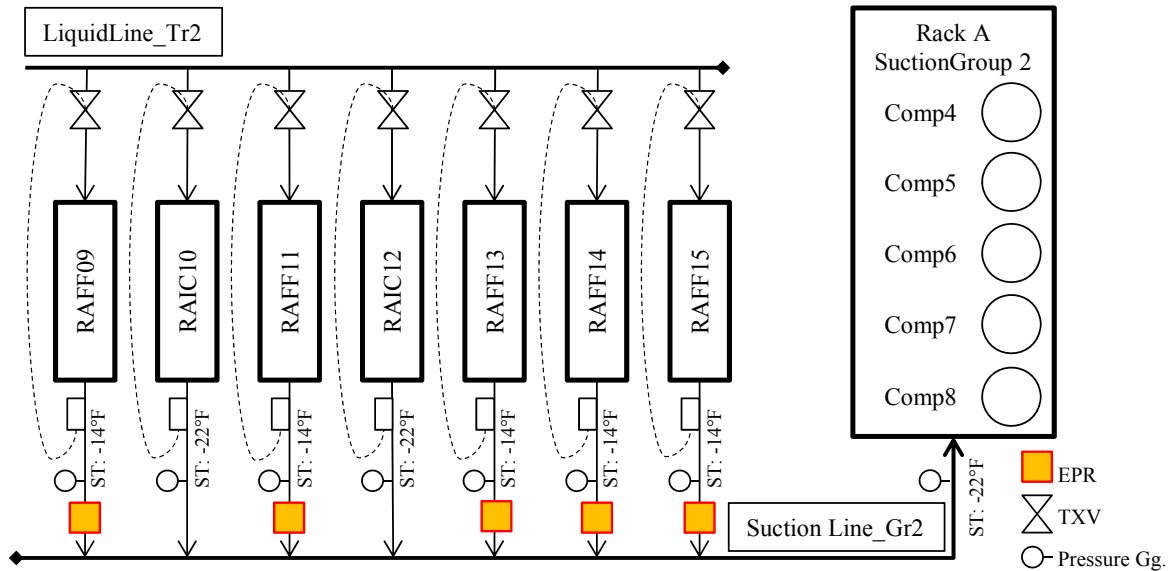 LiquidLine_Tr2
Rack A
SuctionGroup 2
Comp4
Comp5
Comp6
Comp7
Comp8
RAFF09
RAIC10
RAFF11
RAIC12
RAFF13
RAFF14
RAFF15
ST: -14°F
ST: -22°F
ST: -14°F
ST: -22°F
ST: -14°F
ST: -14°F
ST: -14°F
Suction Line_Gr2
ST: -22°F
EPR
TXV
Pressure Gg.